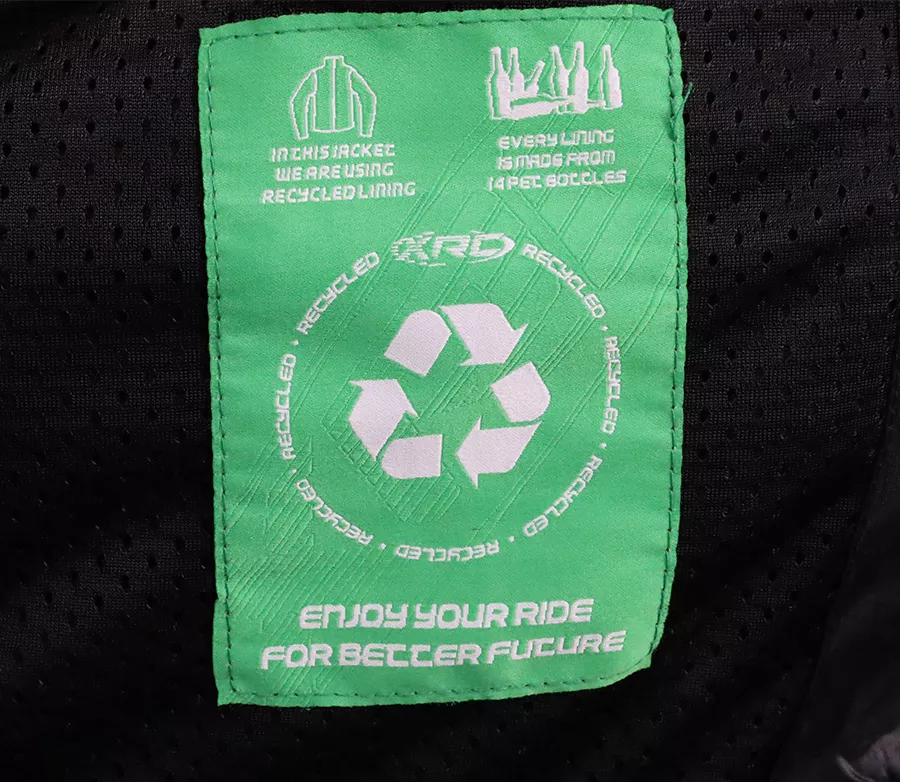 IN THIS JACKET
WE ARE USING
RECYCLED LINING
EVERY LINING
IS MADE FROM
14 PET BOTTLES
XRD
RECYCLED · RECYCLED · RECYCLED · RECYCLED · RECYCLED · RECYCLED · RECYCLED · RECYCLED
ENJOY YOUR RIDE
FOR BETTER FUTURE